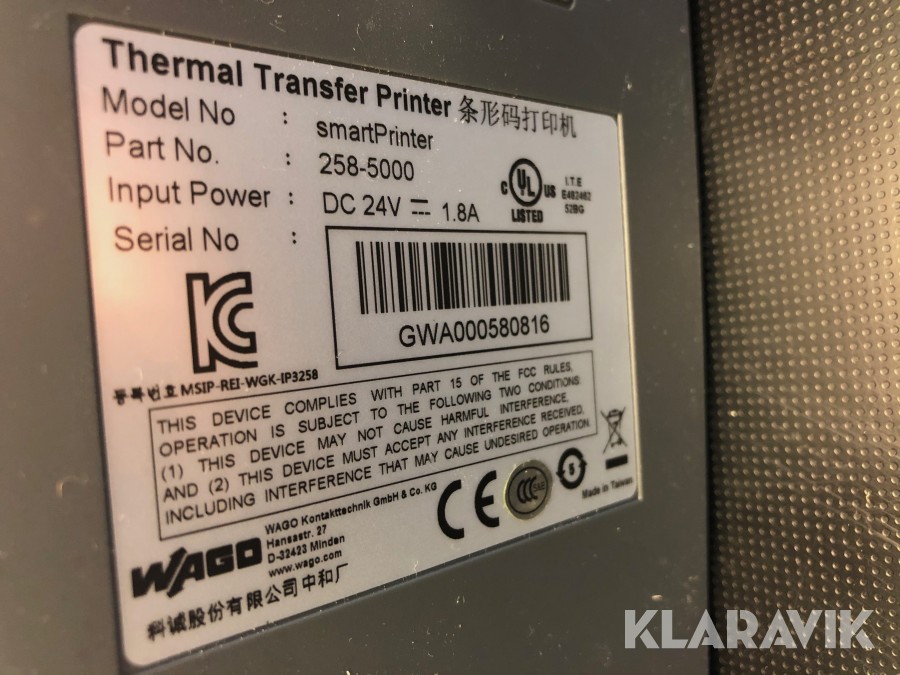 Thermal Transfer Printer 条形码打印机
Model No : smartPrinter
Part No. : 258-5000
Input Power : DC 24V 1.8A
Serial No :
C UL US
LISTED
I.T.E
E482462
52BG
GWA000580816
등록번호 MSIP-REI-WGK-IP3258
THIS DEVICE COMPLIES WITH PART 15 OF THE FCC RULES.
OPERATION IS SUBJECT TO THE FOLLOWING TWO CONDITIONS:
(1) THIS DEVICE MAY NOT CAUSE HARMFUL INTERFERENCE,
AND (2) THIS DEVICE MUST ACCEPT ANY INTERFERENCE RECEIVED,
INCLUDING INTERFERENCE THAT MAY CAUSE UNDESIRED OPERATION.
WAGO
WAGO Kontakttechnik GmbH & Co. KG
Hansastr. 27
D-32423 Minden
www.wago.com
CE
CCC S&E
5
Made in Taiwan
科诚股份有限公司中和厂
KLARAVIK